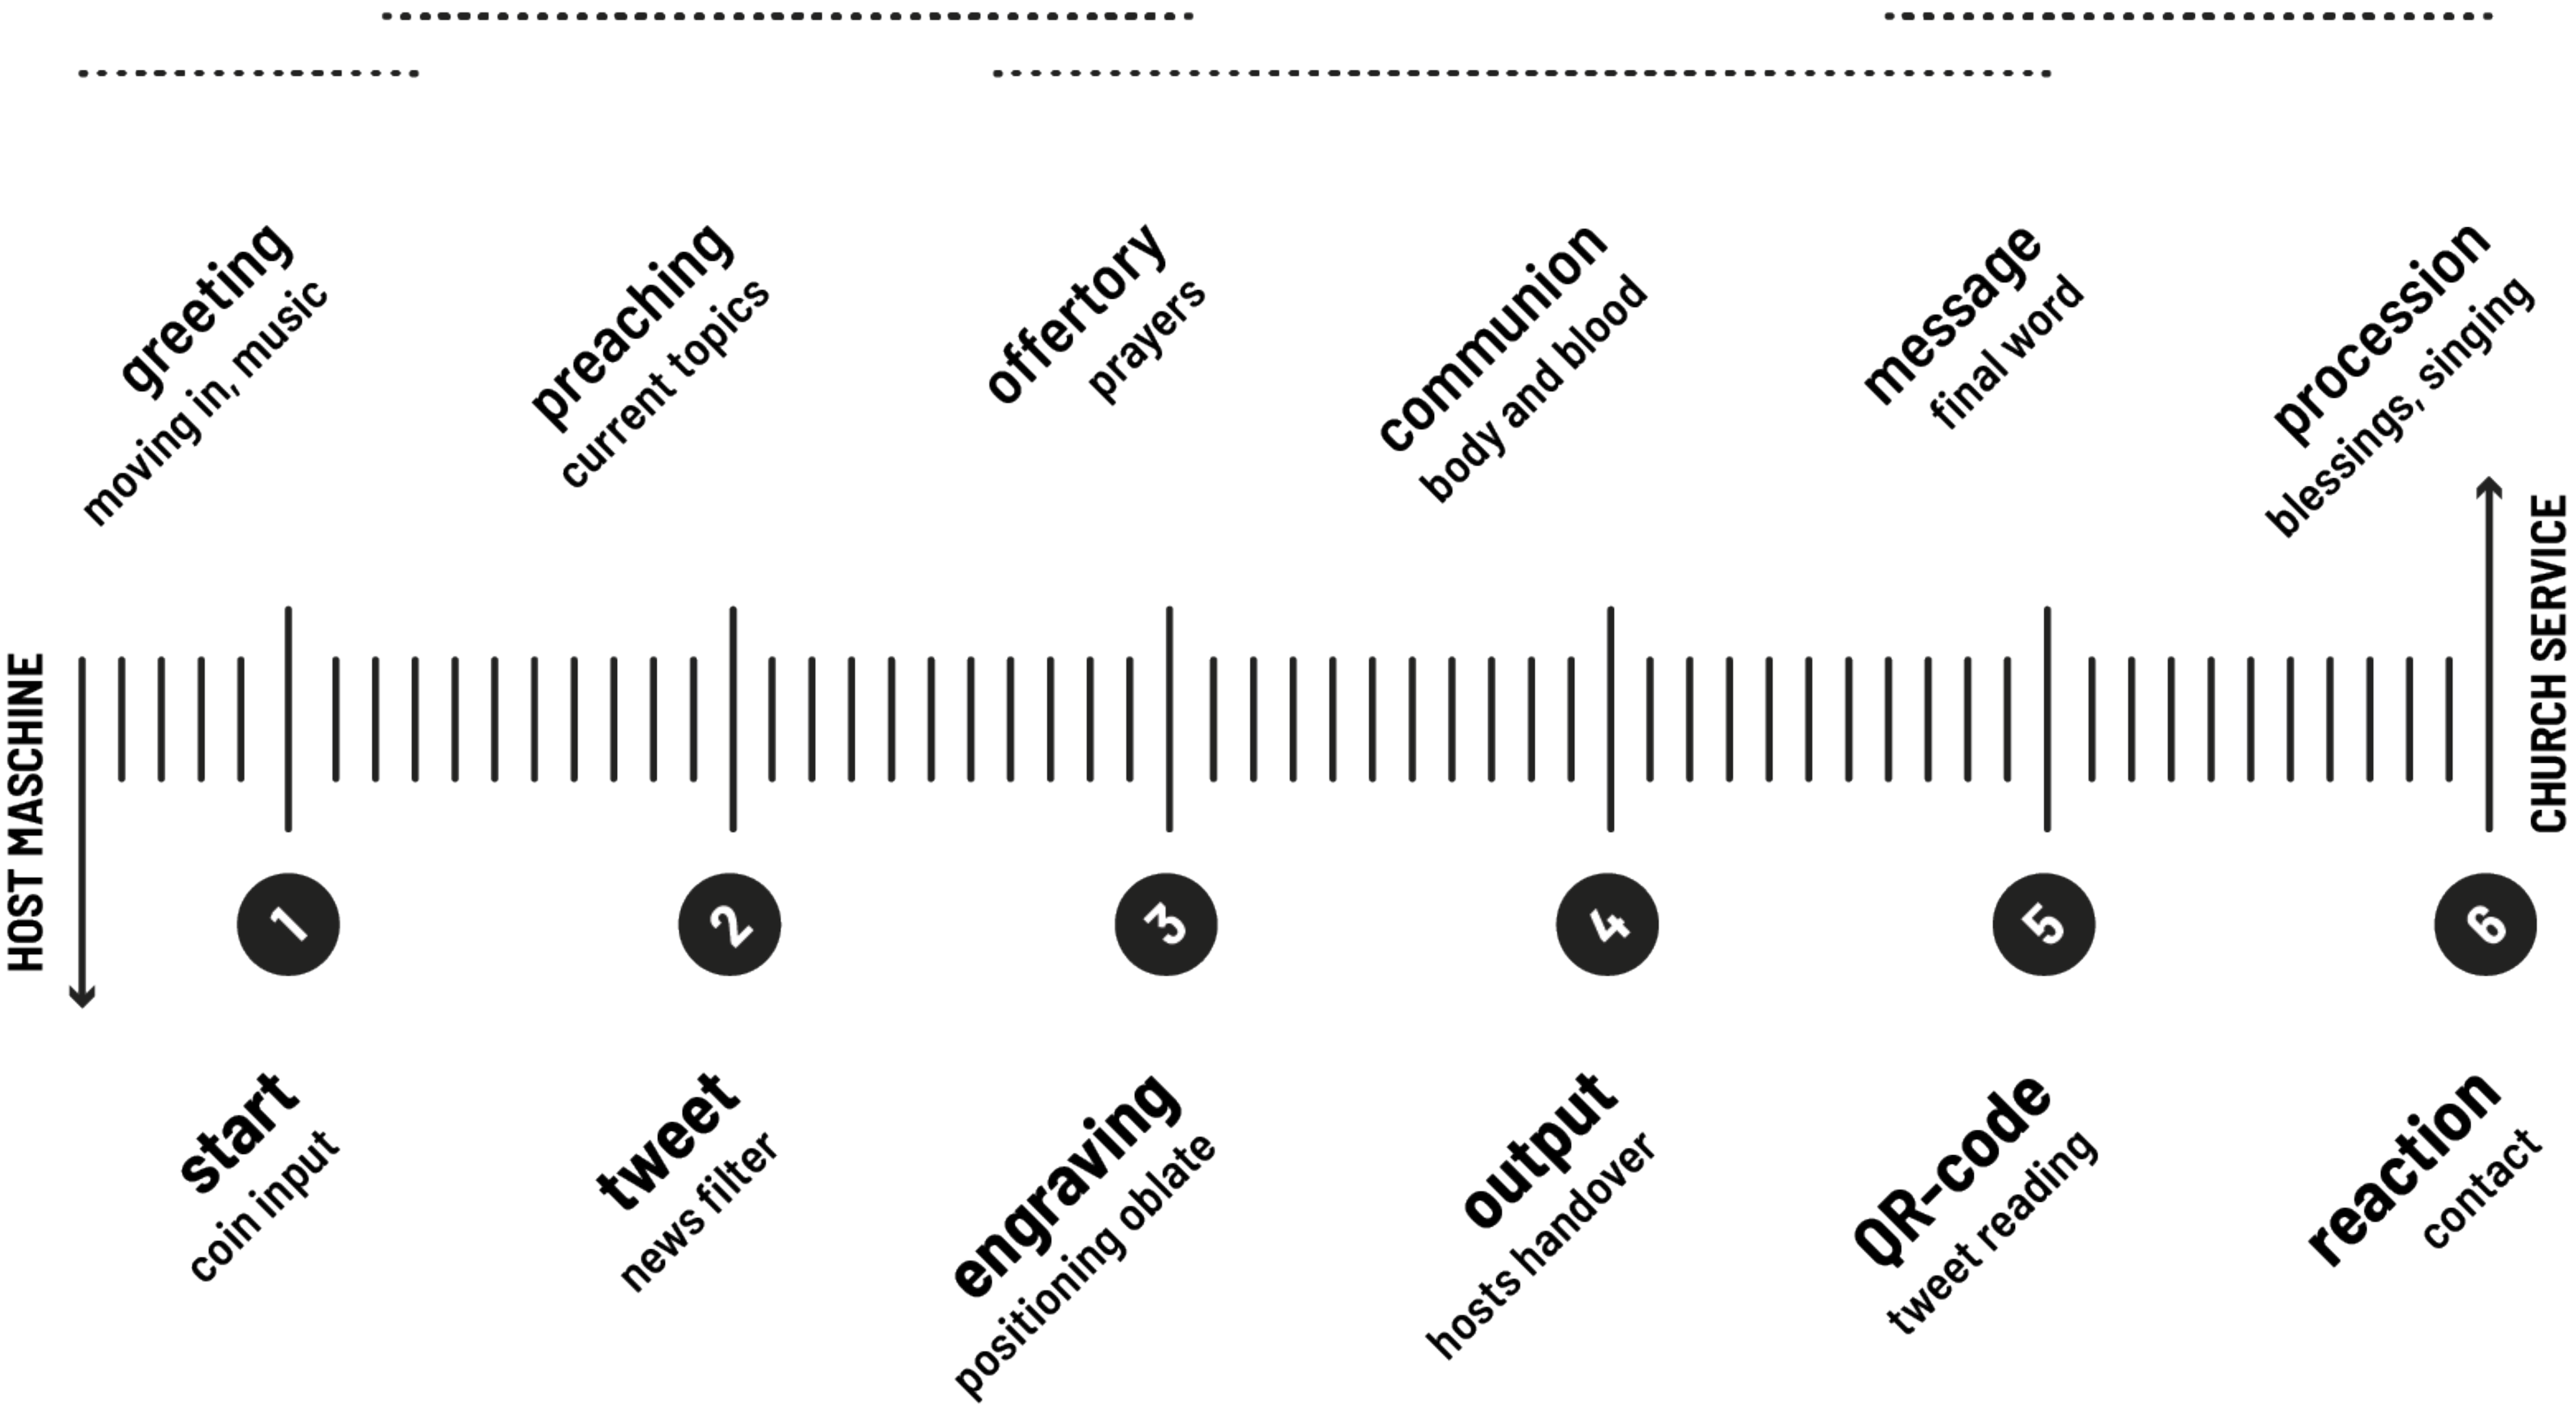 greeting
moving in, music
preaching
current topics
offertory
prayers
communion
body and blood
message
final word
procession
blessings, singing
HOST MASCHINE
CHURCH SERVICE
1
2
3
4
5
6
start
coin input
tweet
news filter
engraving
positioning oblate
output
hosts handover
QR-code
tweet reading
reaction
contact